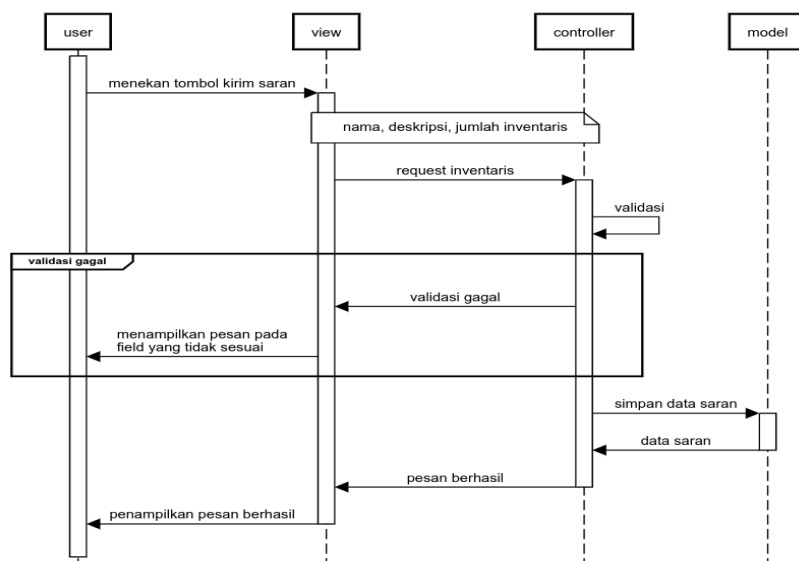 user
view
controller
model
menekan tombol kirim saran
nama, deskripsi, jumlah inventaris
request inventaris
validasi
validasi gagal
validasi gagal
menampilkan pesan pada
field yang tidak sesuai
simpan data saran
data saran
pesan berhasil
penampilkan pesan berhasil